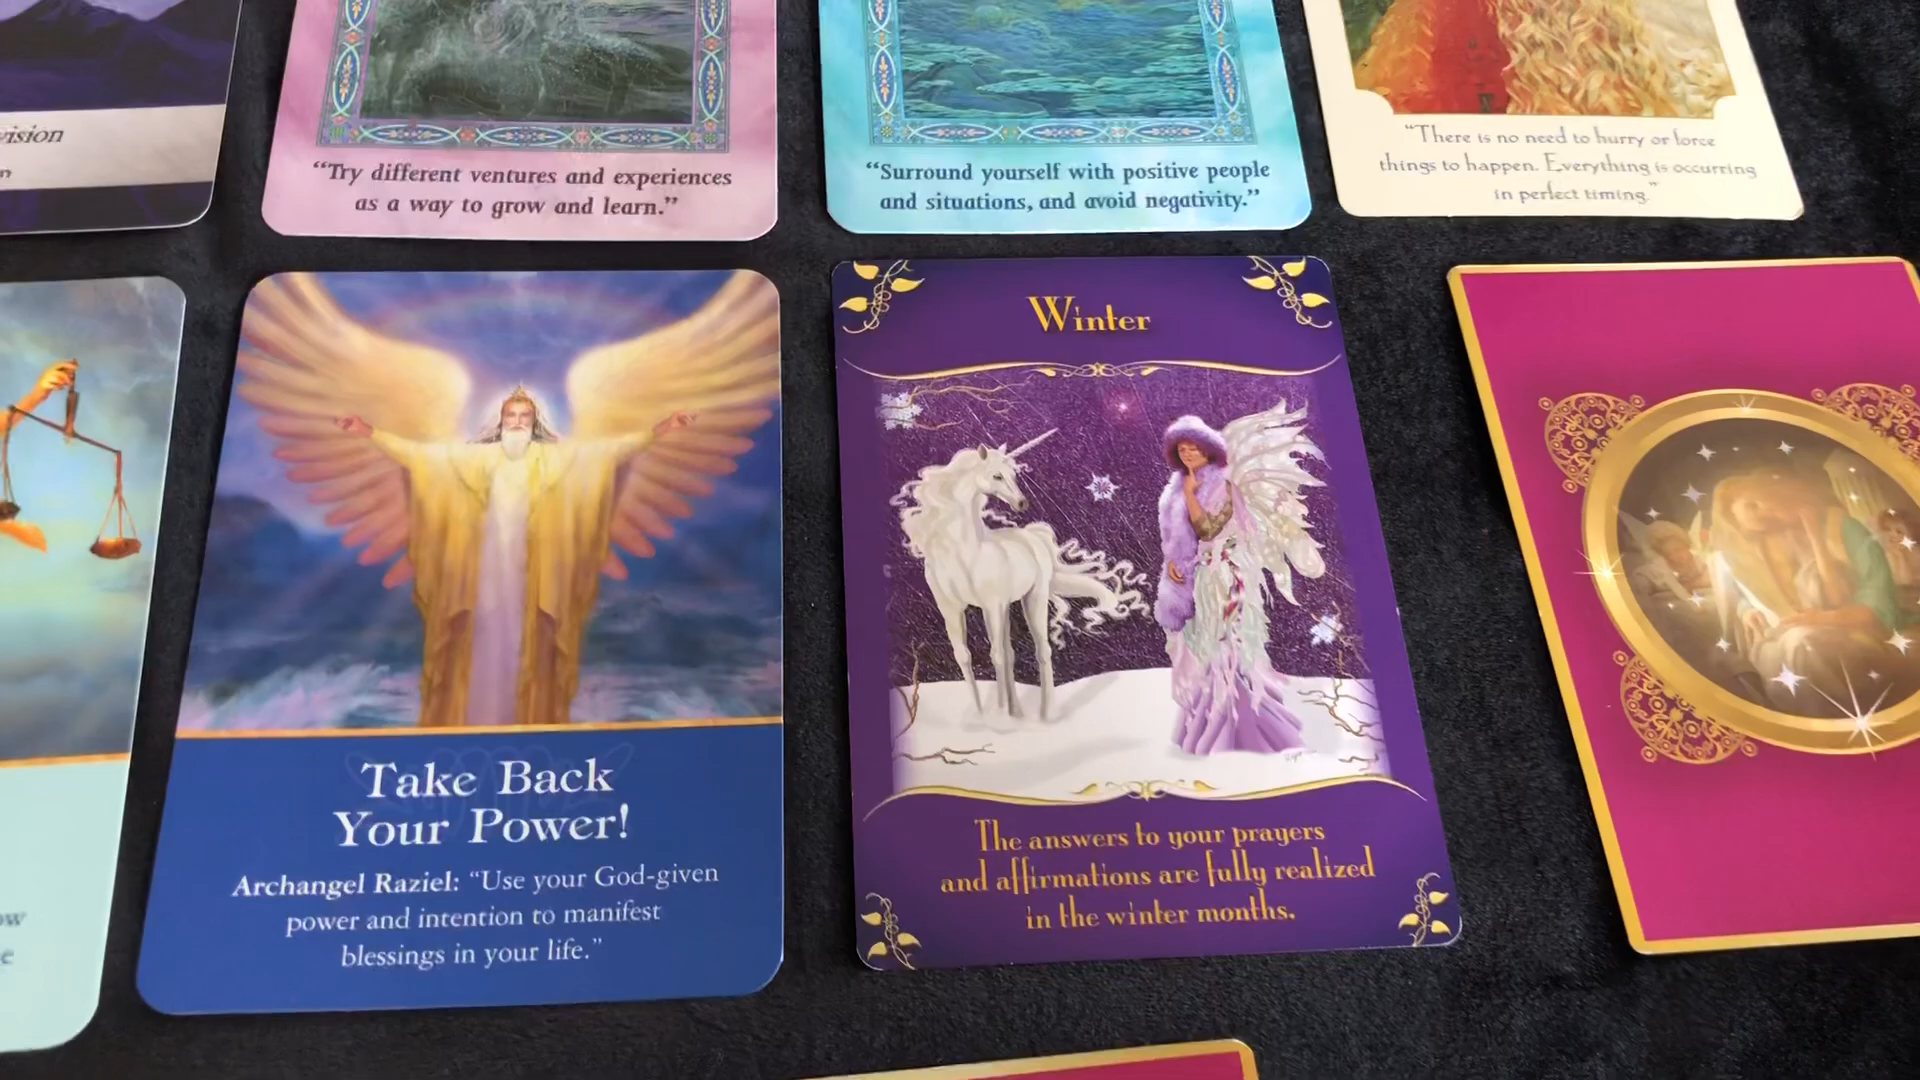 vision
n
"Try different ventures and experiences
as a way to grow and learn."
"Surround yourself with positive people
and situations, and avoid negativity."
"There is no need to hurry or force
things to happen. Everything is occurring
in perfect timing."
ow
e
Take Back
Your Power!
Archangel Raziel: "Use your God-given
power and intention to manifest
blessings in your life."
Winter
The answers to your prayers
and affirmations are fully realized
in the winter months.